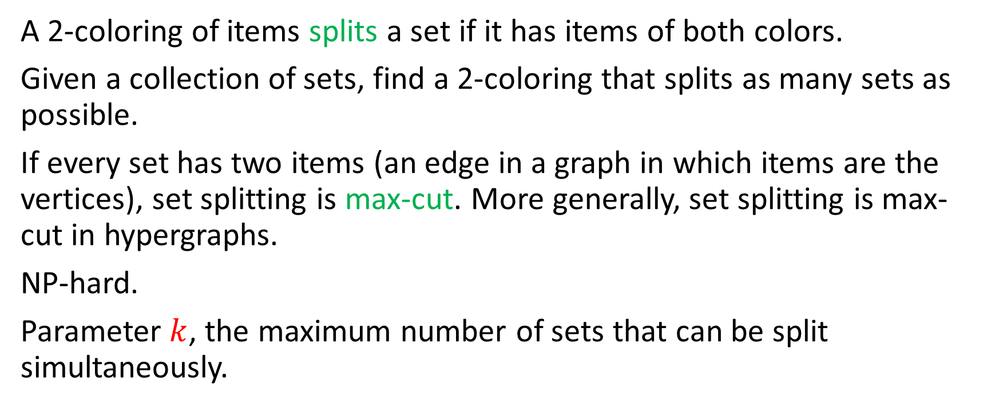 A 2-coloring of items splits a set if it has items of both colors.
Given a collection of sets, find a 2-coloring that splits as many sets as
possible.
If every set has two items (an edge in a graph in which items are the
vertices), set splitting is max-cut. More generally, set splitting is max-
cut in hypergraphs.
NP-hard.
Parameter k, the maximum number of sets that can be split
simultaneously.